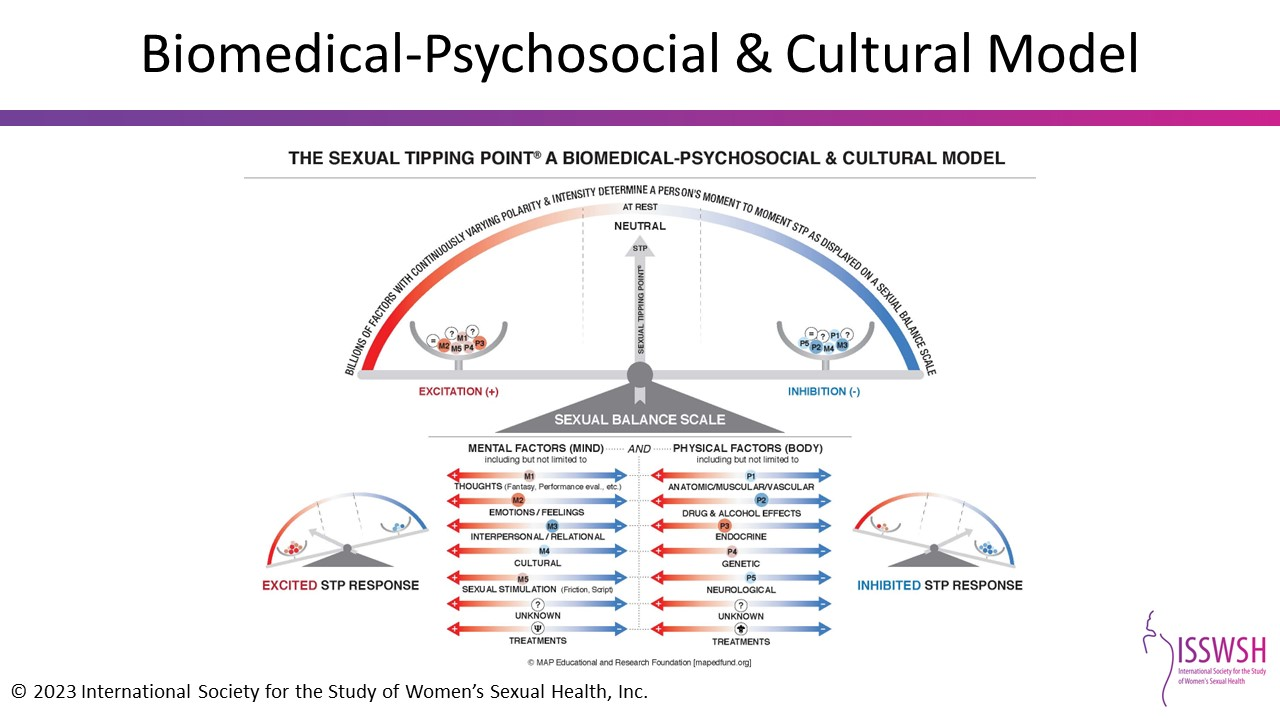 Biomedical-Psychosocial & Cultural Model
THE SEXUAL TIPPING POINT® A BIOMEDICAL-PSYCHOSOCIAL & CULTURAL MODEL
BILLIONS OF FACTORS WITH CONTINUOUSLY VARYING POLARITY & INTENSITY DETERMINE A PERSON'S MOMENT TO MOMENT STP AS DISPLAYED ON A SEXUAL BALANCE SCALE
AT REST
NEUTRAL
STP
SEXUAL TIPPING POINT®
= ? M1 ?
M2 M5 P4 P3
= ? P1 ?
P5 P2 M4 M3
EXCITATION (+)
INHIBITION (-)
SEXUAL BALANCE SCALE
MENTAL FACTORS (MIND) ······ AND ······ PHYSICAL FACTORS (BODY)
including but not limited to
including but not limited to
+ M1 –
THOUGHTS (Fantasy, Performance eval., etc.)
+ M2 –
EMOTIONS / FEELINGS
+ M3 –
INTERPERSONAL / RELATIONAL
+ M4 –
CULTURAL
+ M5 –
SEXUAL STIMULATION (Friction, Script)
+ ? –
UNKNOWN
+ Ψ –
TREATMENTS
+ P1 –
ANATOMIC/MUSCULAR/VASCULAR
+ P2 –
DRUG & ALCOHOL EFFECTS
+ P3 –
ENDOCRINE
+ P4 –
GENETIC
+ P5 –
NEUROLOGICAL
+ ? –
UNKNOWN
+ –
TREATMENTS
EXCITED STP RESPONSE
INHIBITED STP RESPONSE
© MAP Educational and Research Foundation [mapedfund.org]
ISSWSH
International Society for the Study
of Women's Sexual Health
© 2023 International Society for the Study of Women's Sexual Health, Inc.